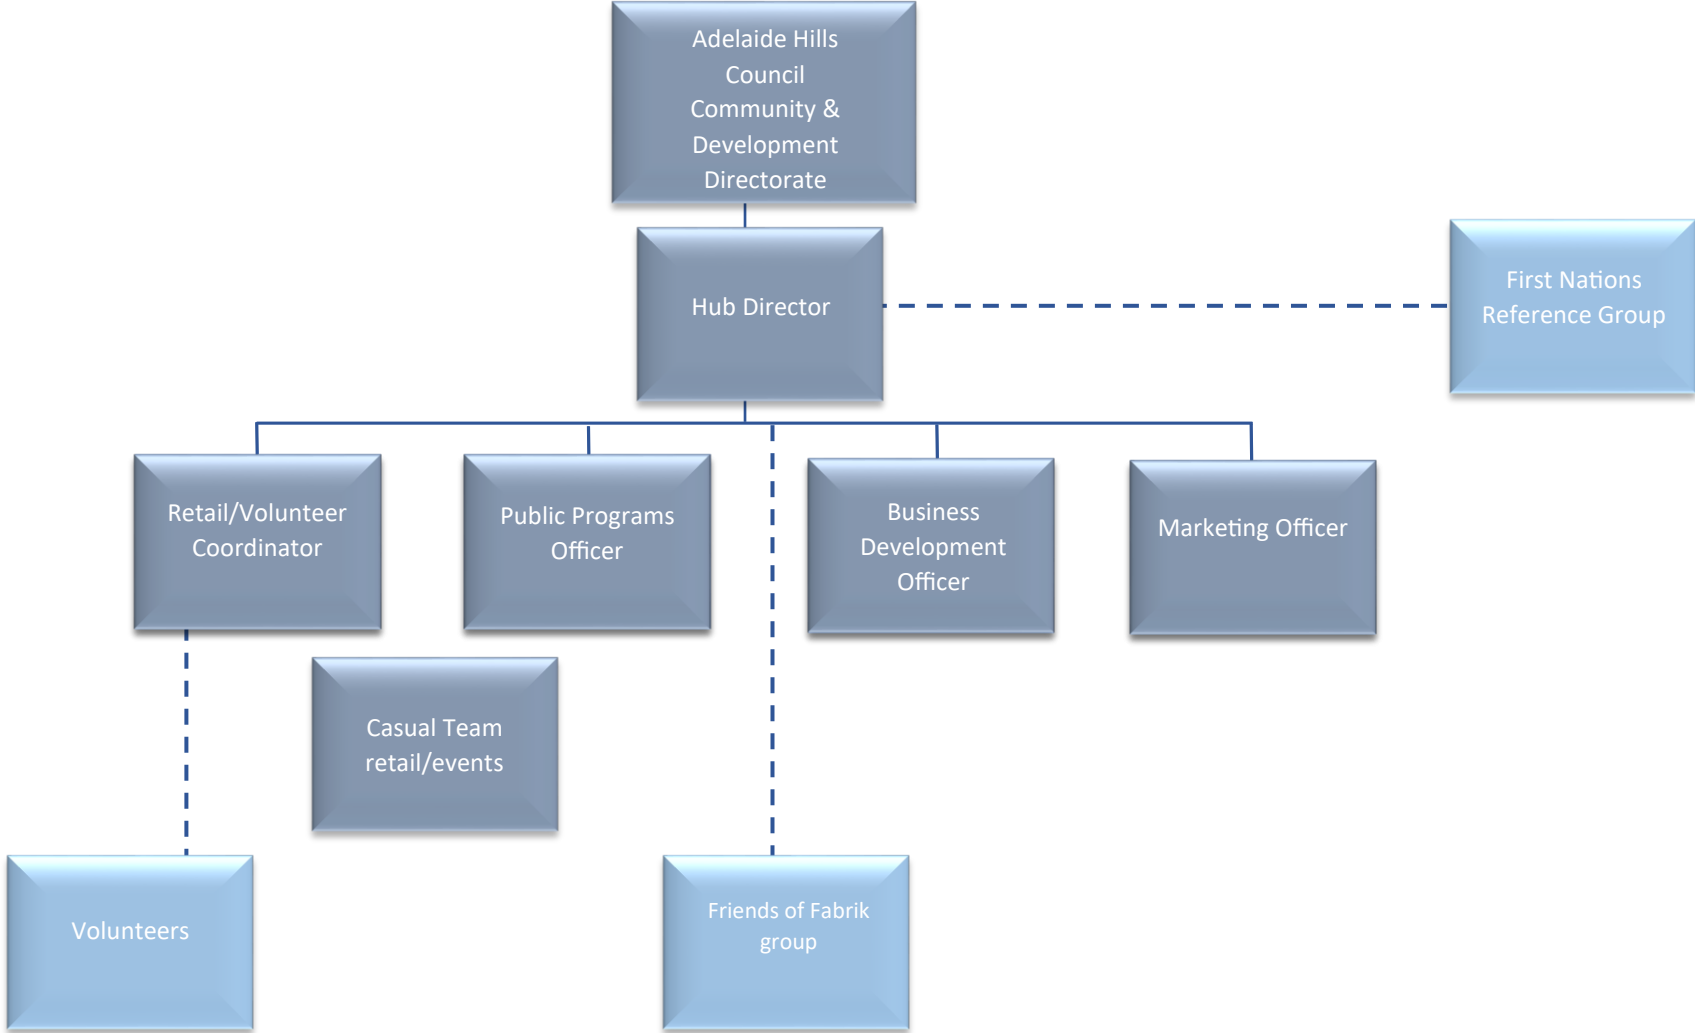 Adelaide Hills
Council
Community &
Development
Directorate
Hub Director
First Nations
Reference Group
Retail/Volunteer
Coordinator
Public Programs
Officer
Business
Development
Officer
Marketing Officer
Casual Team
retail/events
Volunteers
Friends of Fabrik
group